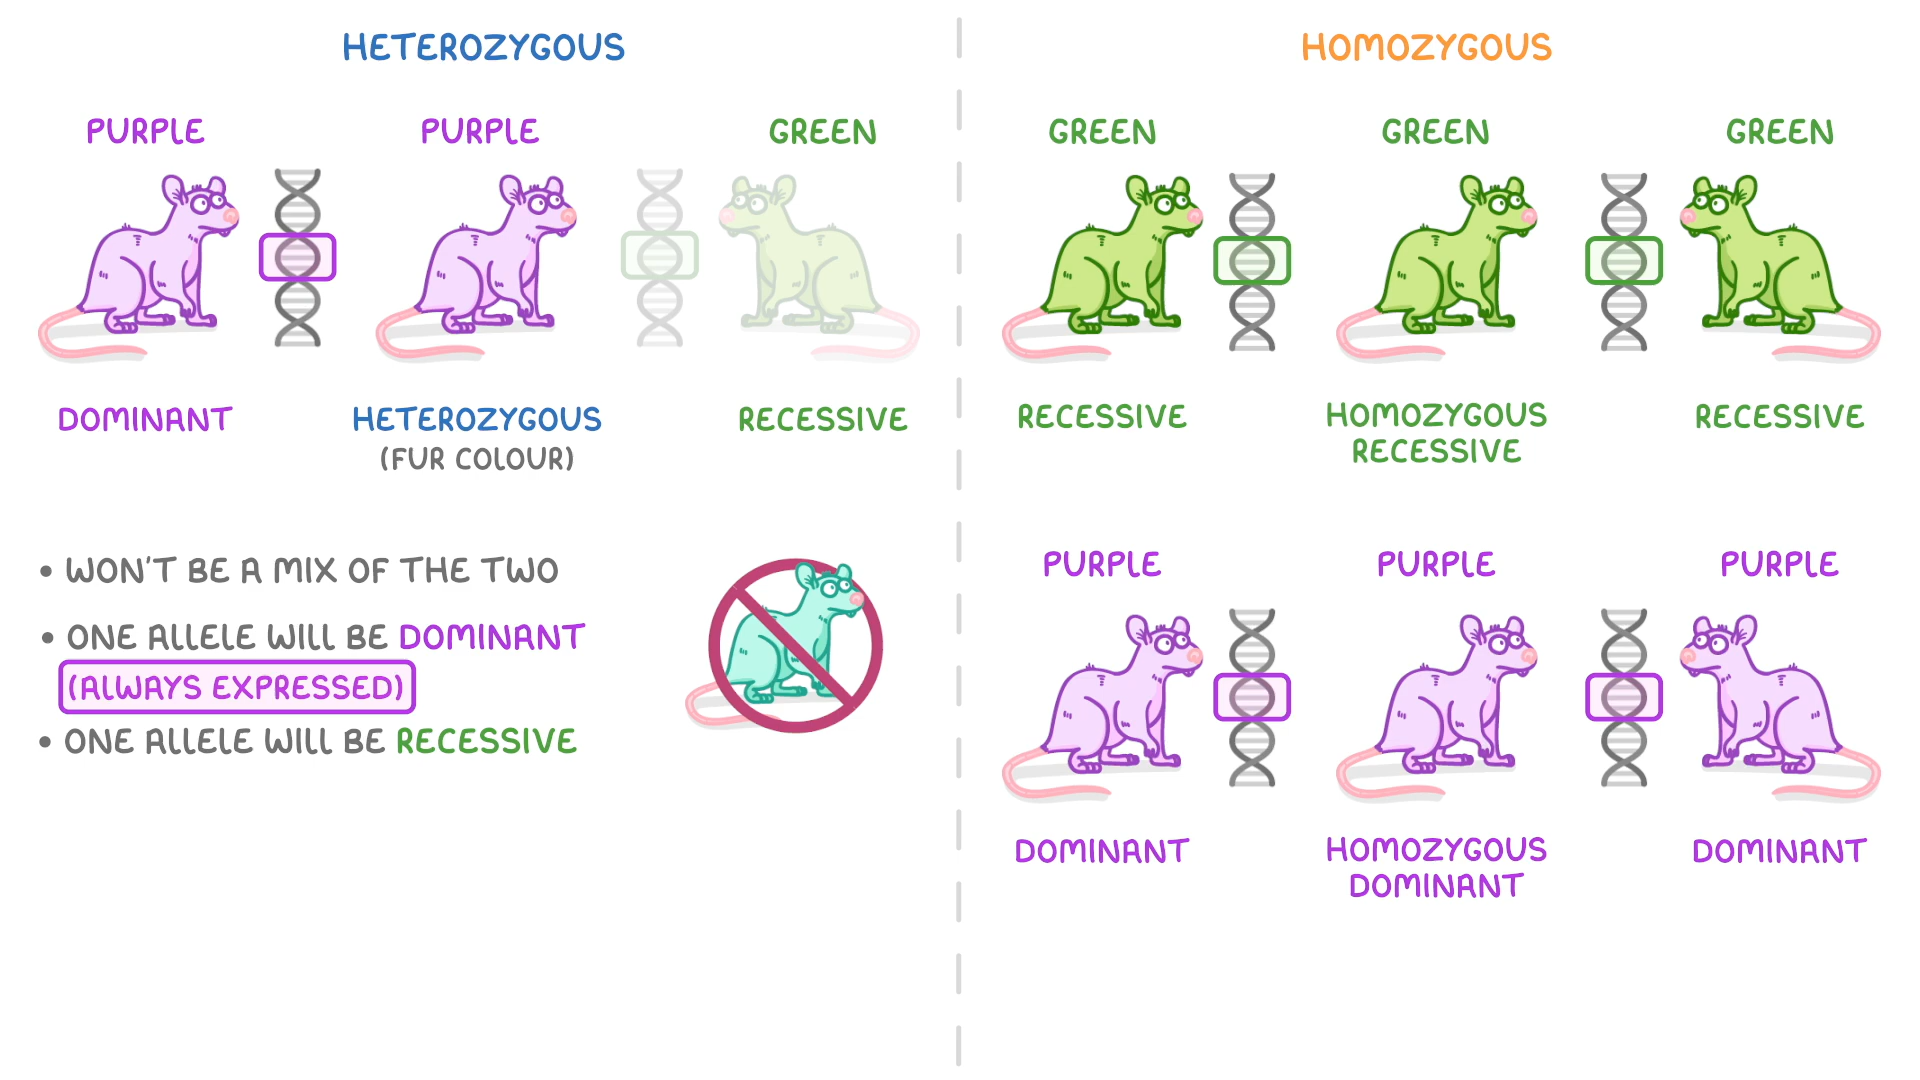 HETEROZYGOUS
PURPLE
PURPLE
GREEN
DOMINANT
HETEROZYGOUS
(FUR COLOUR)
RECESSIVE
• WON'T BE A MIX OF THE TWO
• ONE ALLELE WILL BE DOMINANT
(ALWAYS EXPRESSED)
• ONE ALLELE WILL BE RECESSIVE
HOMOZYGOUS
GREEN
GREEN
GREEN
RECESSIVE
HOMOZYGOUS
RECESSIVE
RECESSIVE
PURPLE
PURPLE
PURPLE
DOMINANT
HOMOZYGOUS
DOMINANT
DOMINANT